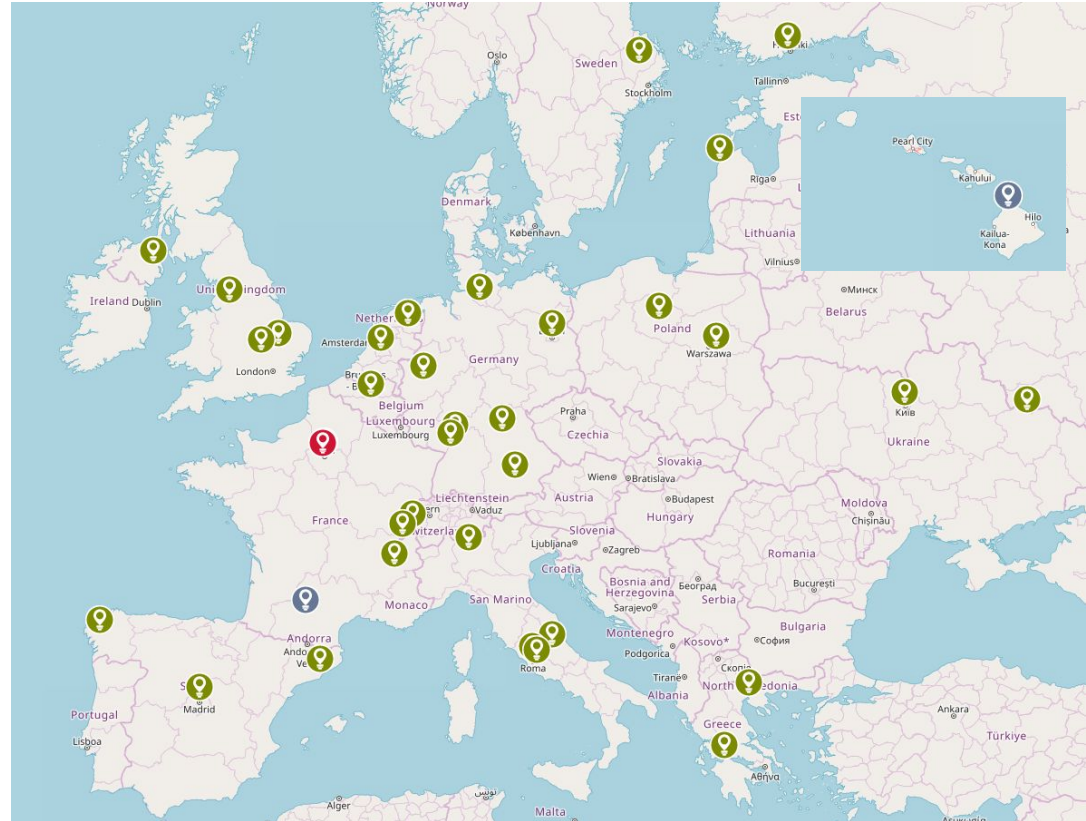 Norway
Oslo
Sweden
Stockholm
Tallinn
Rīga
Pearl City
Kahului
Hilo
Kailua-
Kona
Denmark
København
Lithuania
Vilnius
Минск
Belarus
Ireland
Dublin
London
Amsterdam
Germany
Poland
Warszawa
Belgium
Luxembourg
Luxembourg
Praha
Czechia
Київ
Ukraine
Slovakia
Wien
Bratislava
Liechtenstein
Vaduz
Austria
Budapest
Hungary
Moldova
Chișinău
France
Slovenia
Ljubljana
Zagreb
Croatia
Romania
București
Bosnia and
Herzegovina
Београд
Sarajevo
Serbia
Monaco
San Marino
Andorra
Montenegro
Kosovo*
Podgorica
София
Bulgaria
Roma
Tiranë
Albania
Madrid
Portugal
Lisboa
Greece
Αθήνα
Ankara
Türkiye
Alger
تونس
Malta